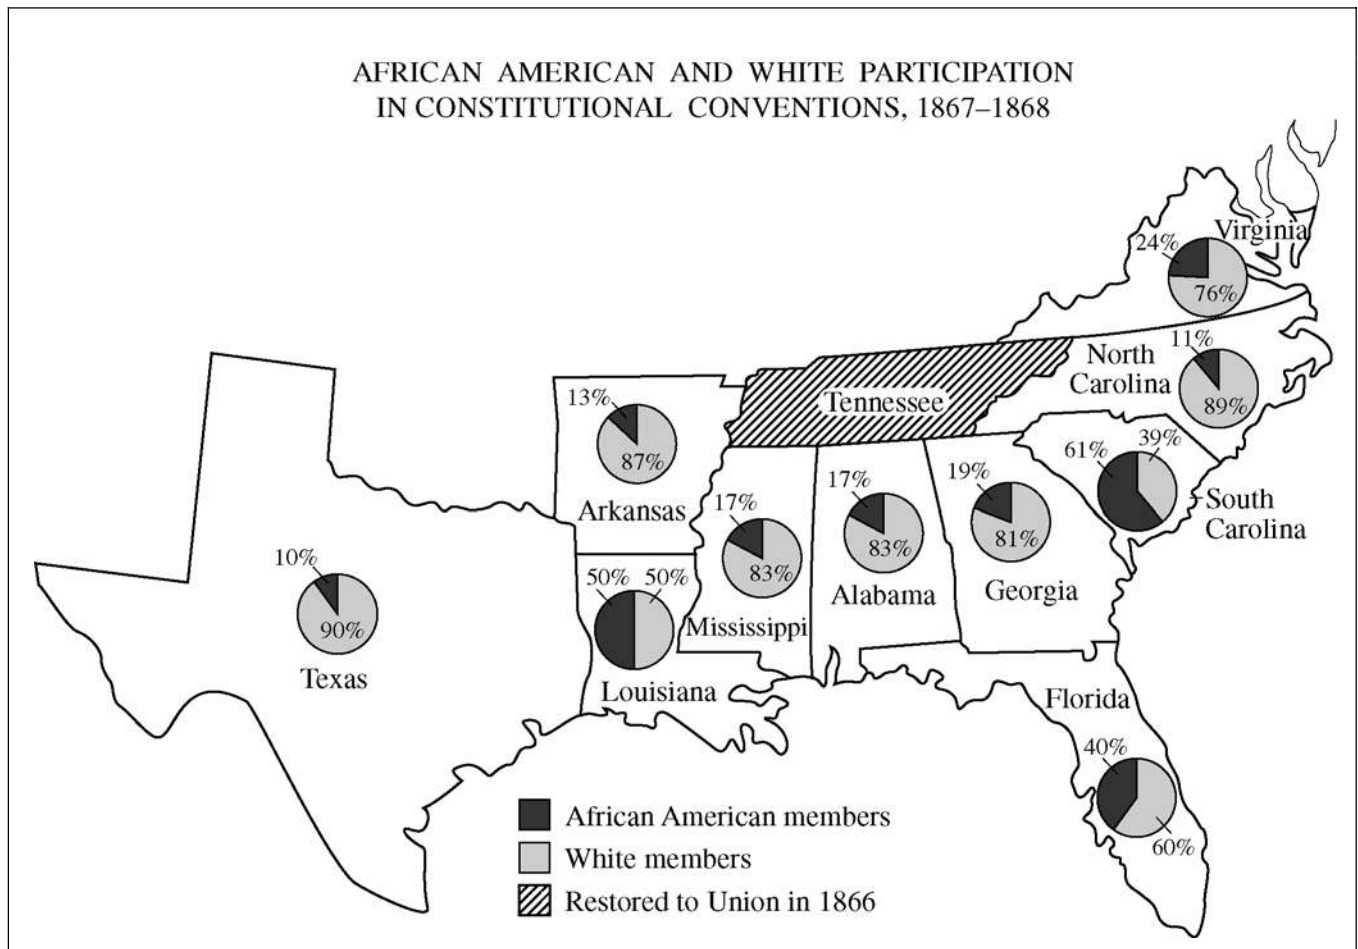 AFRICAN AMERICAN AND WHITE PARTICIPATION
IN CONSTITUTIONAL CONVENTIONS, 1867–1868
24%
Virginia
76%
11%
North
Carolina
89%
Tennessee
13%
87%
Arkansas
61%
39%
South
Carolina
17%
83%
Mississippi
17%
83%
Alabama
19%
81%
Georgia
10%
90%
Texas
50%
50%
Louisiana
Florida
40%
60%
African American members
White members
Restored to Union in 1866